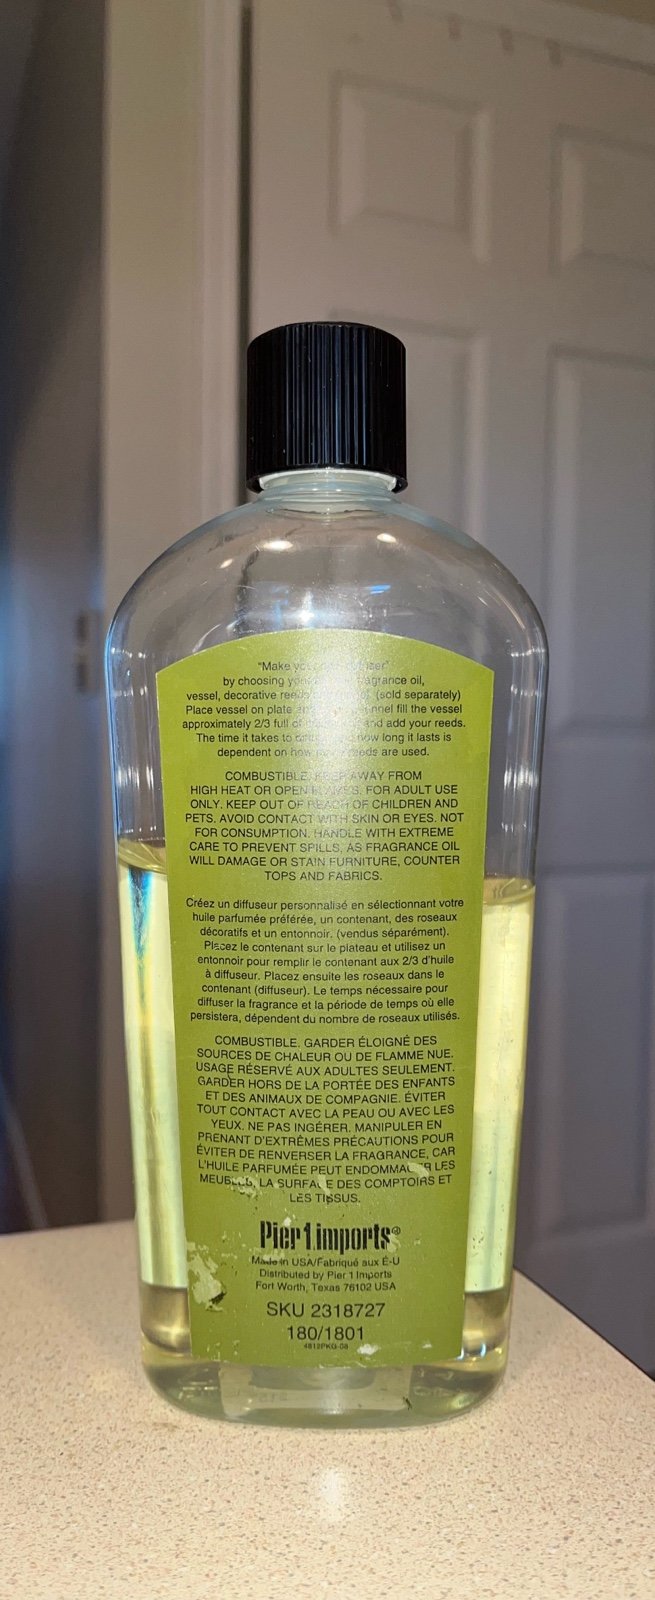 "Make your
by choosing your fragrance oil,
vessel, decorative reeds (sold separately)
Place vessel on plate funnel fill the vessel
approximately 2/3 full of and add your reeds.
The time it takes to how long it lasts is
dependent on how reeds are used.
COMBUSTIBLE. KEEP AWAY FROM
HIGH HEAT OR OPEN FLAMES. FOR ADULT USE
ONLY. KEEP OUT OF REACH OF CHILDREN AND
PETS. AVOID CONTACT WITH SKIN OR EYES. NOT
FOR CONSUMPTION. HANDLE WITH EXTREME
CARE TO PREVENT SPILLS, AS FRAGRANCE OIL
WILL DAMAGE OR STAIN FURNITURE, COUNTER
TOPS AND FABRICS.
Créez un diffuseur personnalisé en sélectionnant votre
huile parfumée préférée, un contenant, des roseaux
décoratifs et un entonnoir. (vendus séparément).
Placez le contenant sur le plateau et utilisez un
entonnoir pour remplir le contenant aux 2/3 d'huile
à diffuseur. Placez ensuite les roseaux dans le
contenant (diffuseur). Le temps nécessaire pour
diffuser la fragrance et la période de temps où elle
persistera, dépendent du nombre de roseaux utilisés.
COMBUSTIBLE. GARDER ÉLOIGNÉ DES
SOURCES DE CHALEUR OU DE FLAMME NUE.
USAGE RÉSERVÉ AUX ADULTES SEULEMENT.
GARDER HORS DE LA PORTÉE DES ENFANTS
ET DES ANIMAUX DE COMPAGNIE. ÉVITER
TOUT CONTACT AVEC LA PEAU OU AVEC LES
YEUX. NE PAS INGÉRER. MANIPULER EN
PRENANT D'EXTRÊMES PRÉCAUTIONS POUR
ÉVITER DE RENVERSER LA FRAGRANCE, CAR
L'HUILE PARFUMÉE PEUT ENDOMMAGER LES
MEUBLES, LA SURFACE DES COMPTOIRS ET
LES TISSUS.
Pier 1 imports®
Made in USA/Fabriqué aux É-U
Distributed by Pier 1 Imports
Fort Worth, Texas 76102 USA
SKU 2318727
180/1801
4812PKG-08